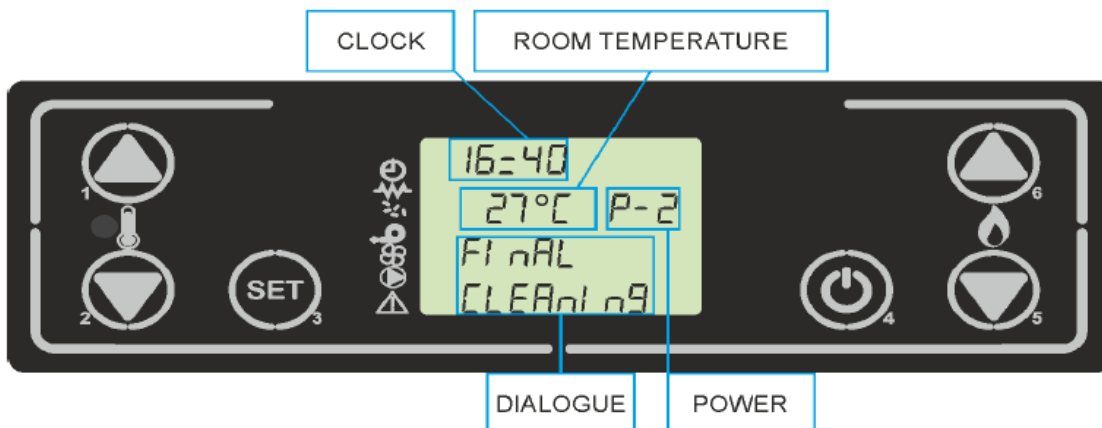 CLOCK
ROOM TEMPERATURE
1
16=40
6
27°C P-2
FInAL
CLEAnIng
2
SET
3
4
5
DIALOGUE
POWER